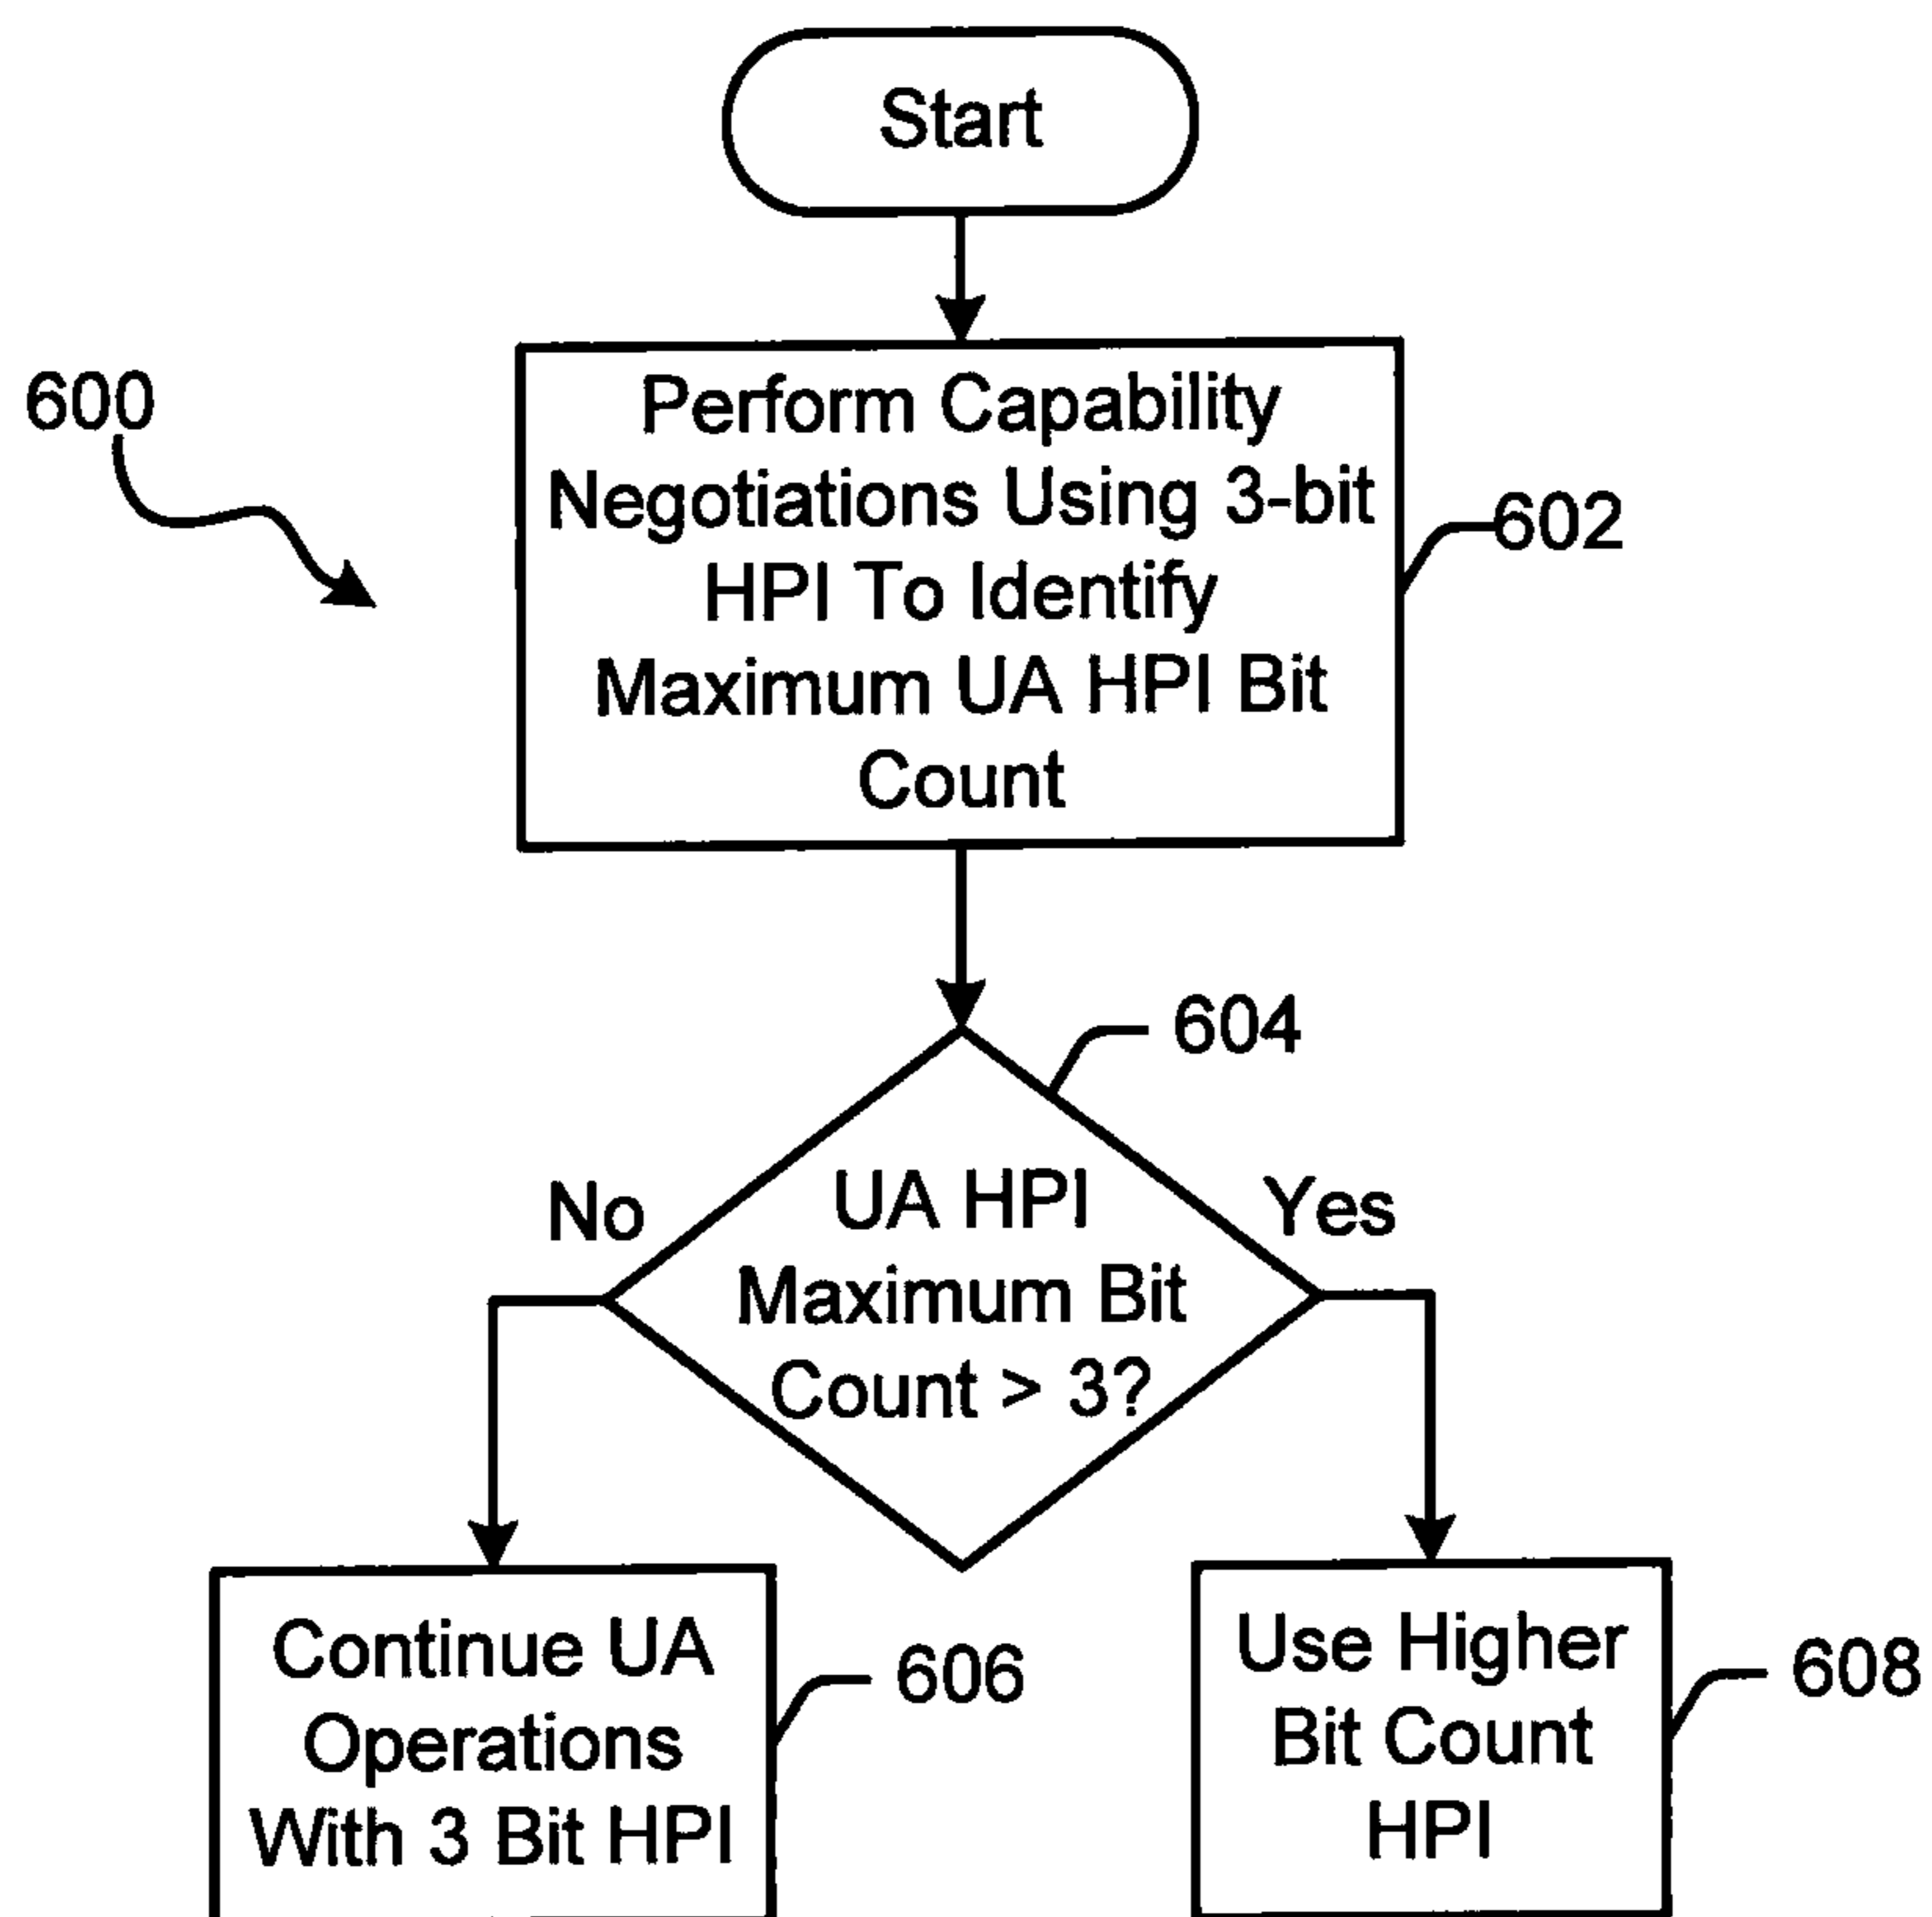 Start
600
Perform Capability
Negotiations Using 3-bit
HPI To Identify
Maximum UA HPI Bit
Count
602
604
No
UA HPI
Maximum Bit
Count > 3?
Yes
Continue UA
Operations
With 3 Bit HPI
606
Use Higher
Bit Count
HPI
608